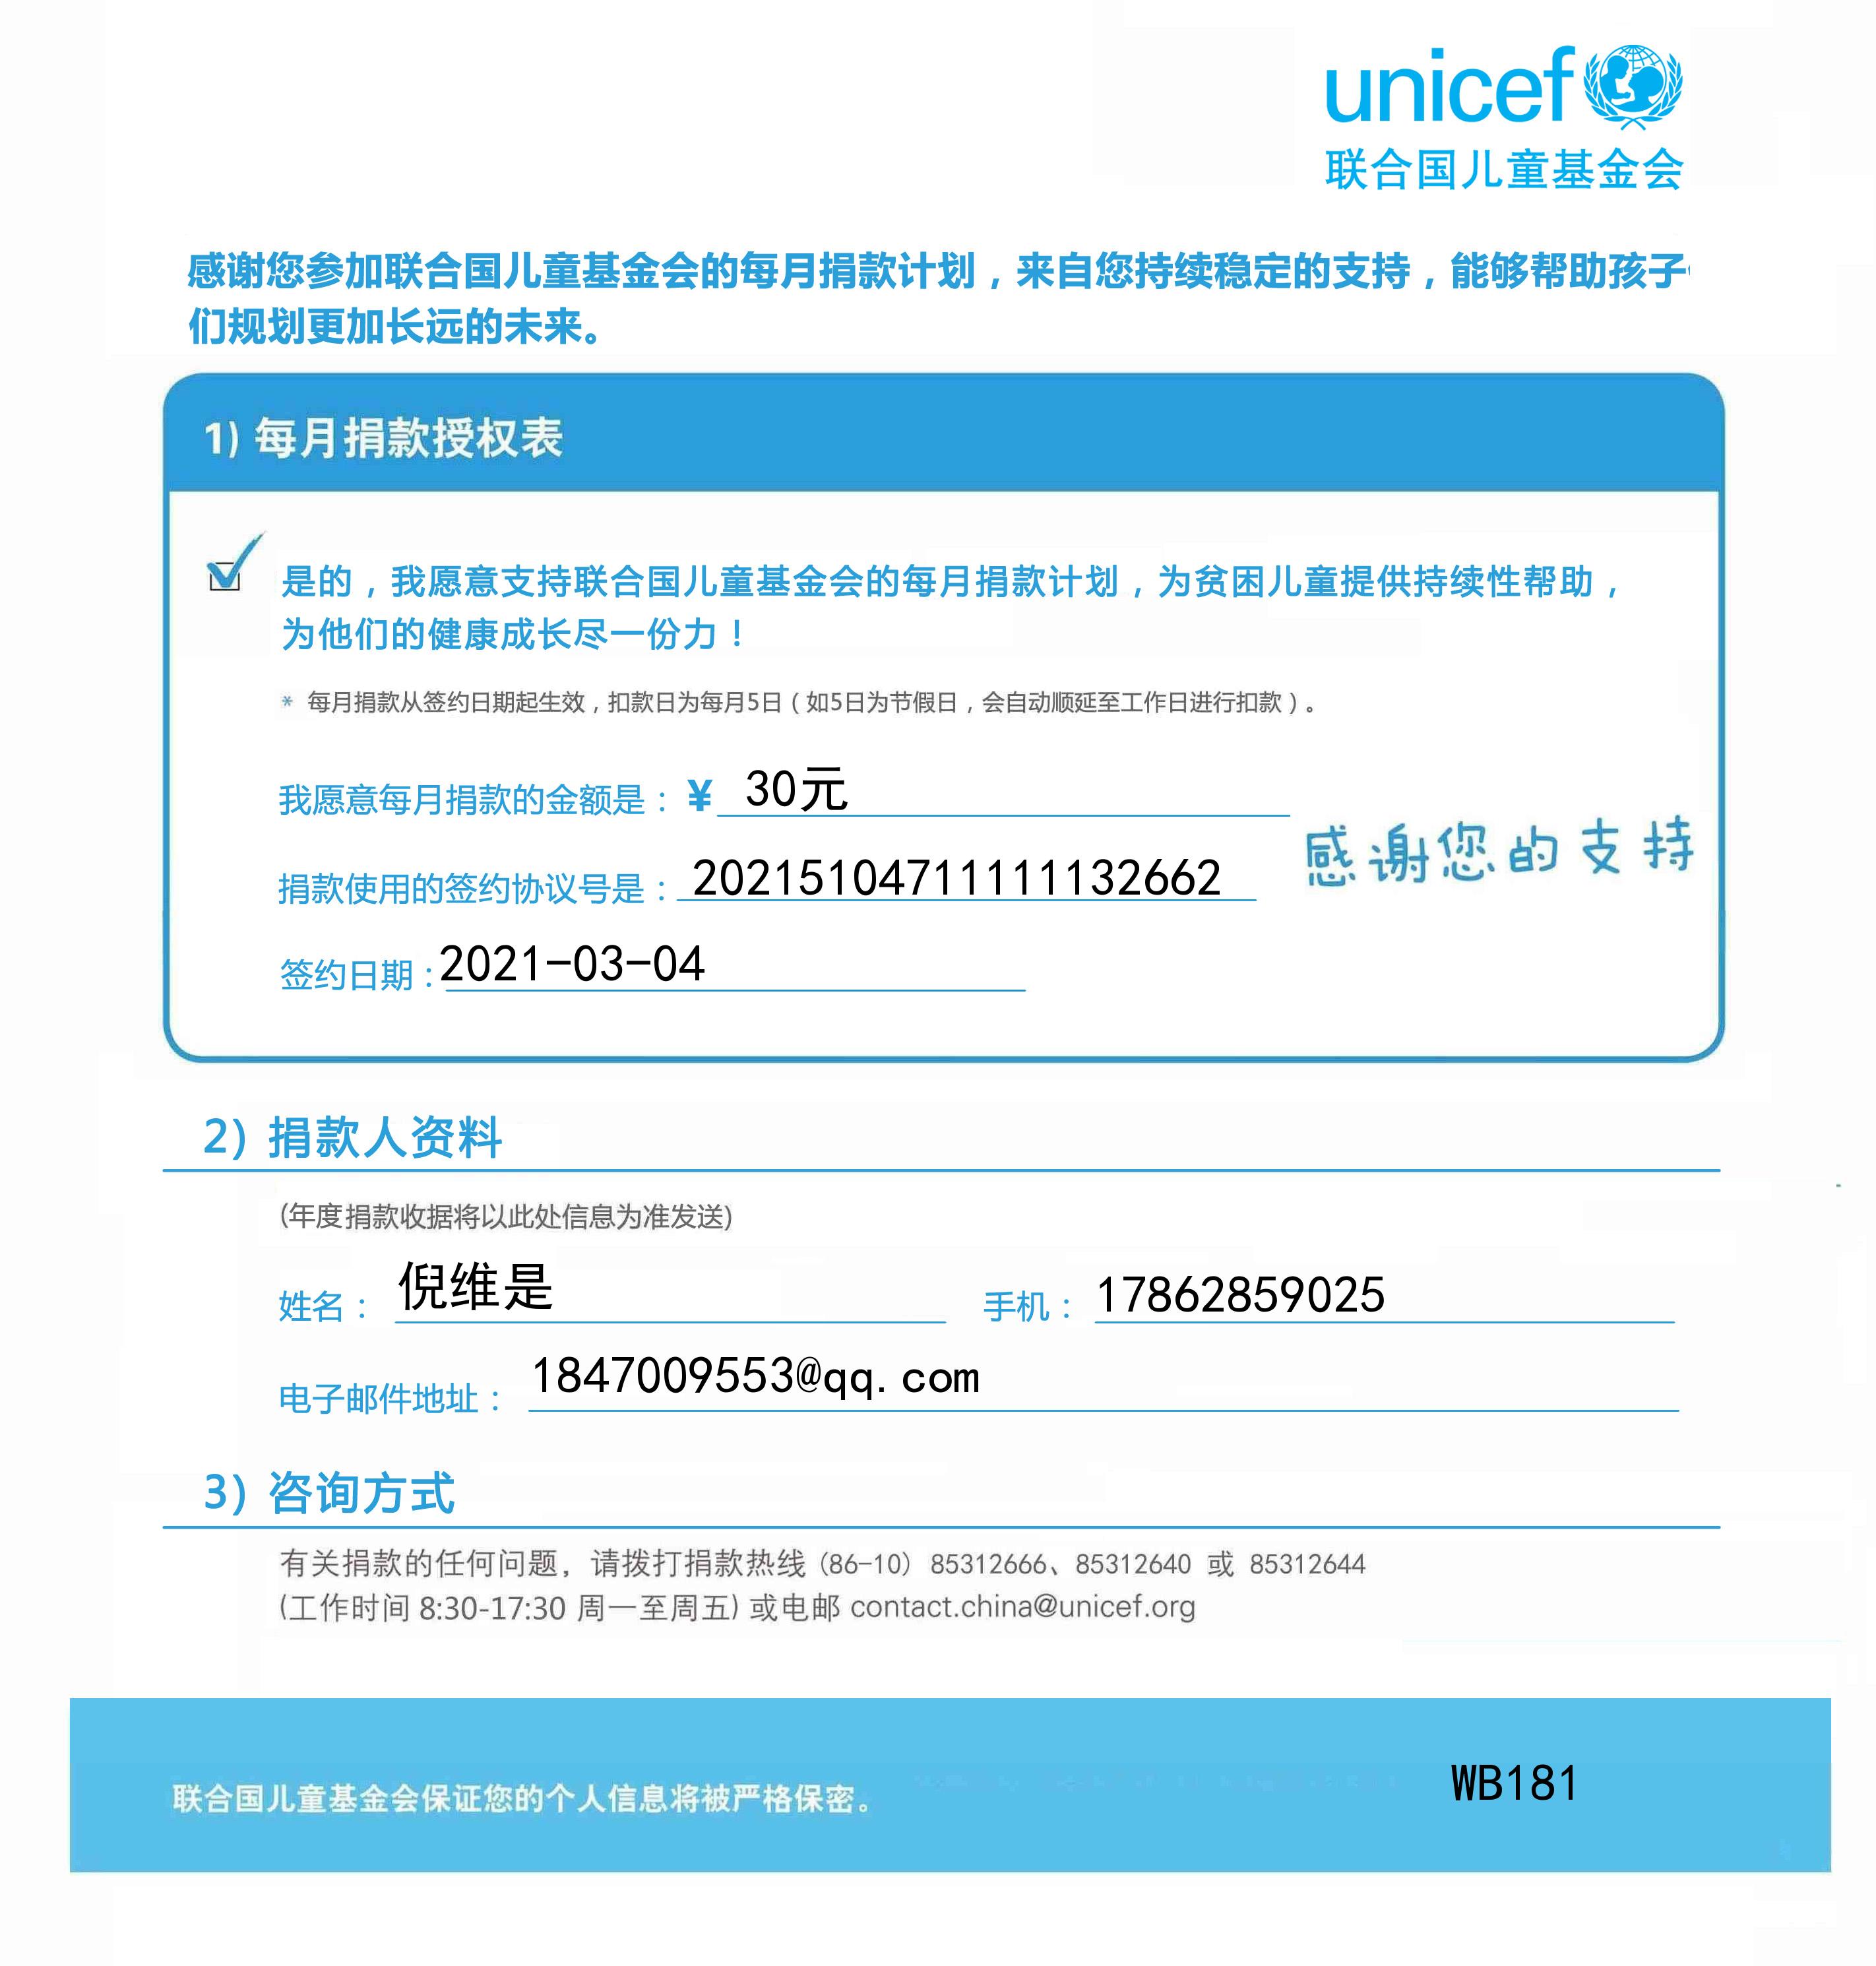 unicef
联合国儿童基金会
感谢您参加联合国儿童基金会的每月捐款计划，来自您持续稳定的支持，能够帮助孩子
们规划更加长远的未来。
1) 每月捐款授权表
是的，我愿意支持联合国儿童基金会的每月捐款计划，为贫困儿童提供持续性帮助，
为他们的健康成长尽一份力！
* 每月捐款从签约日期起生效，扣款日为每月5日（如5日为节假日，会自动顺延至工作日进行扣款）。
我愿意每月捐款的金额是：¥ 30元
捐款使用的签约协议号是：20215104711111132662
感谢您的支持
签约日期：2021-03-04
2) 捐款人资料
(年度捐款收据将以此处信息为准发送)
姓名： 倪维是 手机： 17862859025
电子邮件地址： 1847009553@qq.com
3) 咨询方式
有关捐款的任何问题，请拨打捐款热线 (86-10) 85312666、85312640 或 85312644
(工作时间 8:30-17:30 周一至周五) 或电邮 contact.china@unicef.org
联合国儿童基金会保证您的个人信息将被严格保密。
WB181